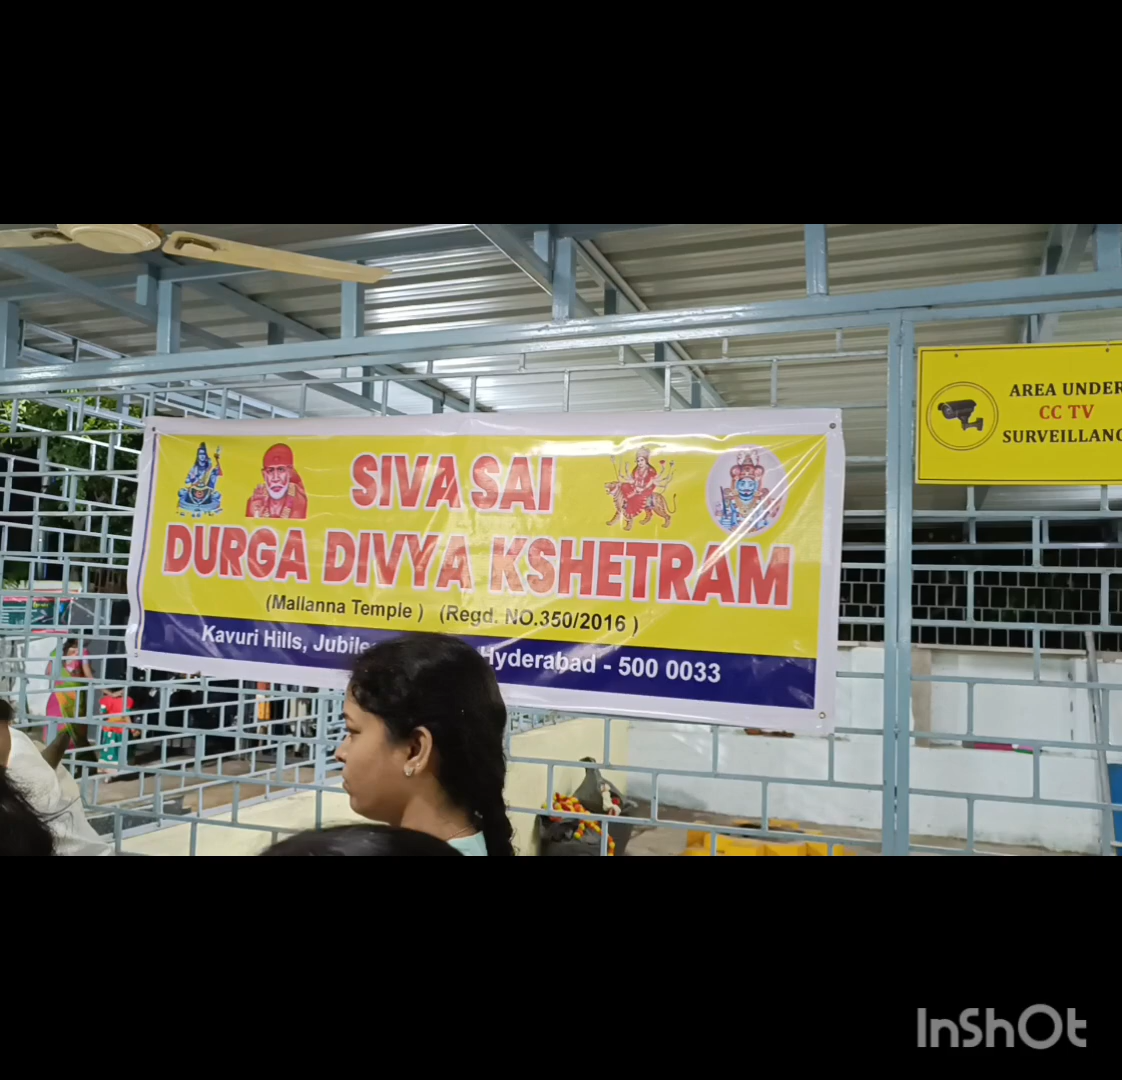 SIVA SAI
DURGA DIVYA KSHETRAM
(Mallanna Temple ) (Regd. NO.350/2016 )
Kavuri Hills, Hyderabad - 500 0033
AREA UNDER
CC TV
SURVEILLANC
InShOt